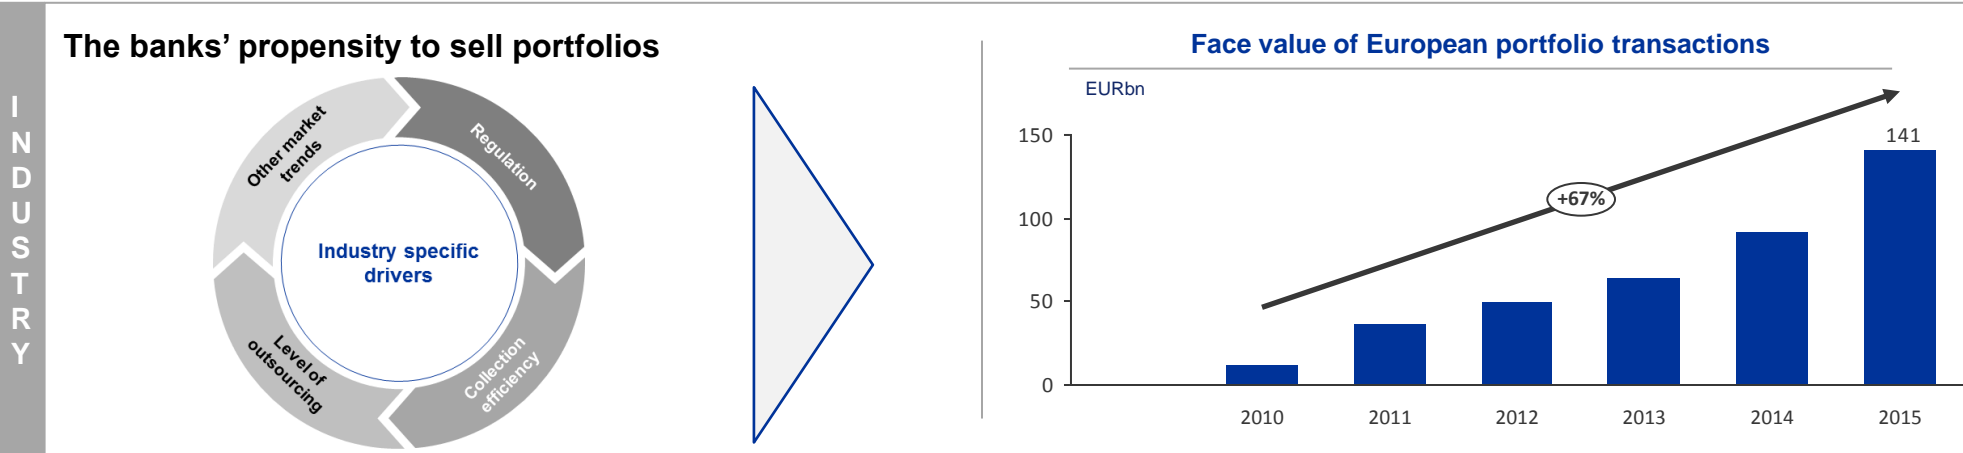 INDUSTRY
The banks’ propensity to sell portfolios
Other market
trends
Regulation
Industry specific
drivers
Level of
outsourcing
Collection
efficiency
Face value of European portfolio transactions
EURbn
150
100
50
0
+67%
141
2010
2011
2012
2013
2014
2015